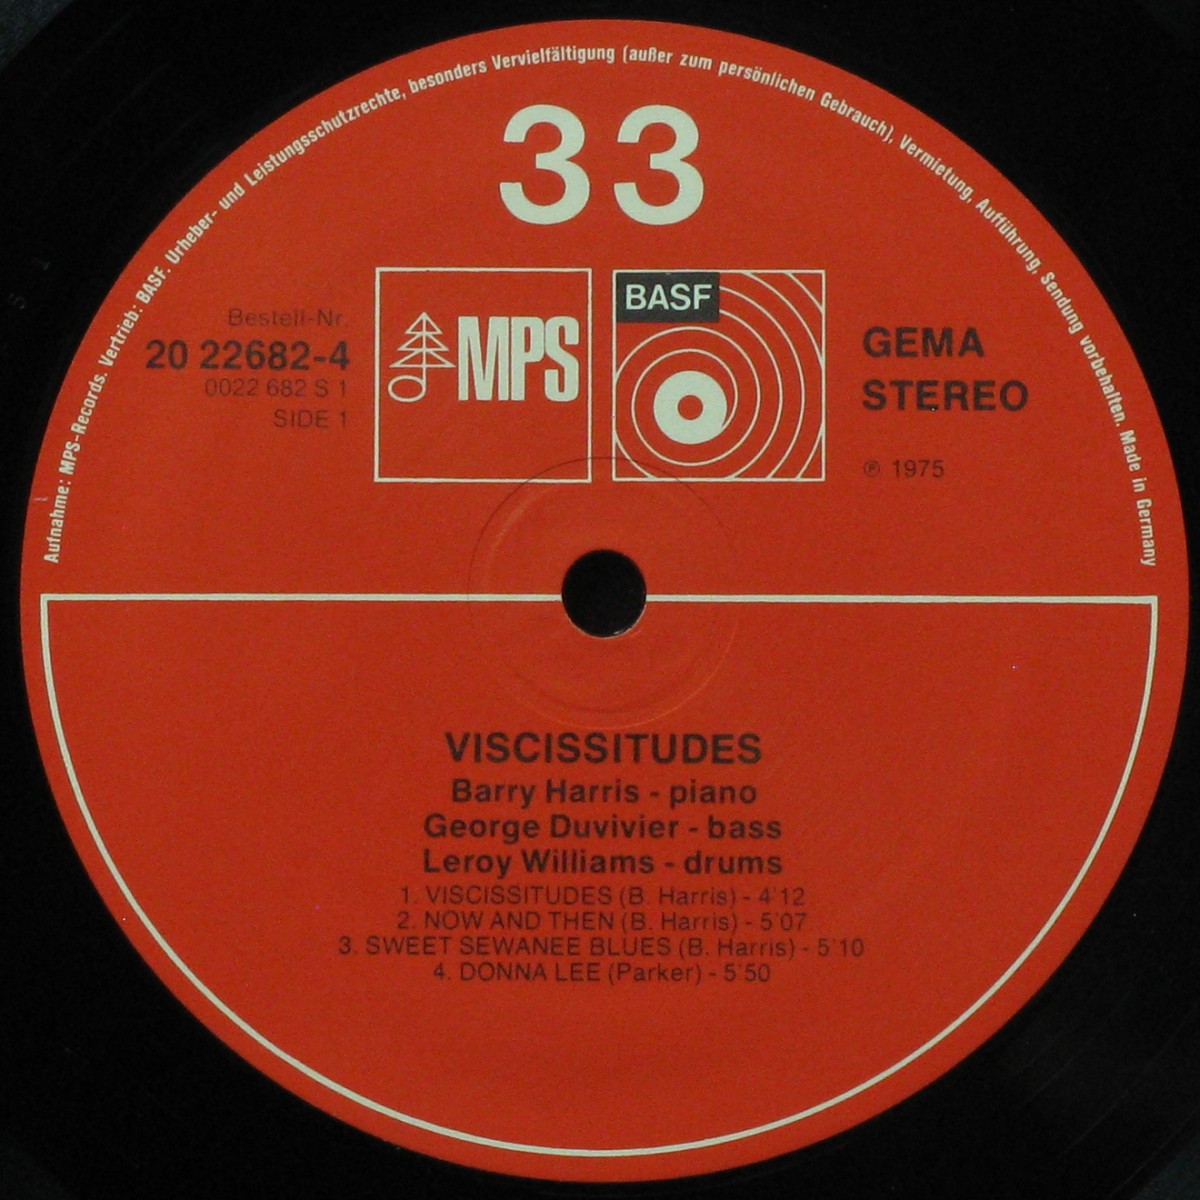 Aufnahme: MPS-Records. Vertrieb: BASF. Urheber- und Leistungsschutzrechte, besonders Vervielfältigung (außer zum persönlichen Gebrauch), Vermietung, Aufführung, Sendung vorbehalten. Made in Germany
33
Bestell-Nr.
20 22682-4
0022 682 S 1
SIDE 1
MPS
BASF
GEMA
STEREO
℗ 1975
VISCISSITUDES
Barry Harris - piano
George Duvivier - bass
Leroy Williams - drums
1. VISCISSITUDES (B. Harris) - 4'12
2. NOW AND THEN (B. Harris) - 5'07
3. SWEET SEWANEE BLUES (B. Harris) - 5'10
4. DONNA LEE (Parker) - 5'50